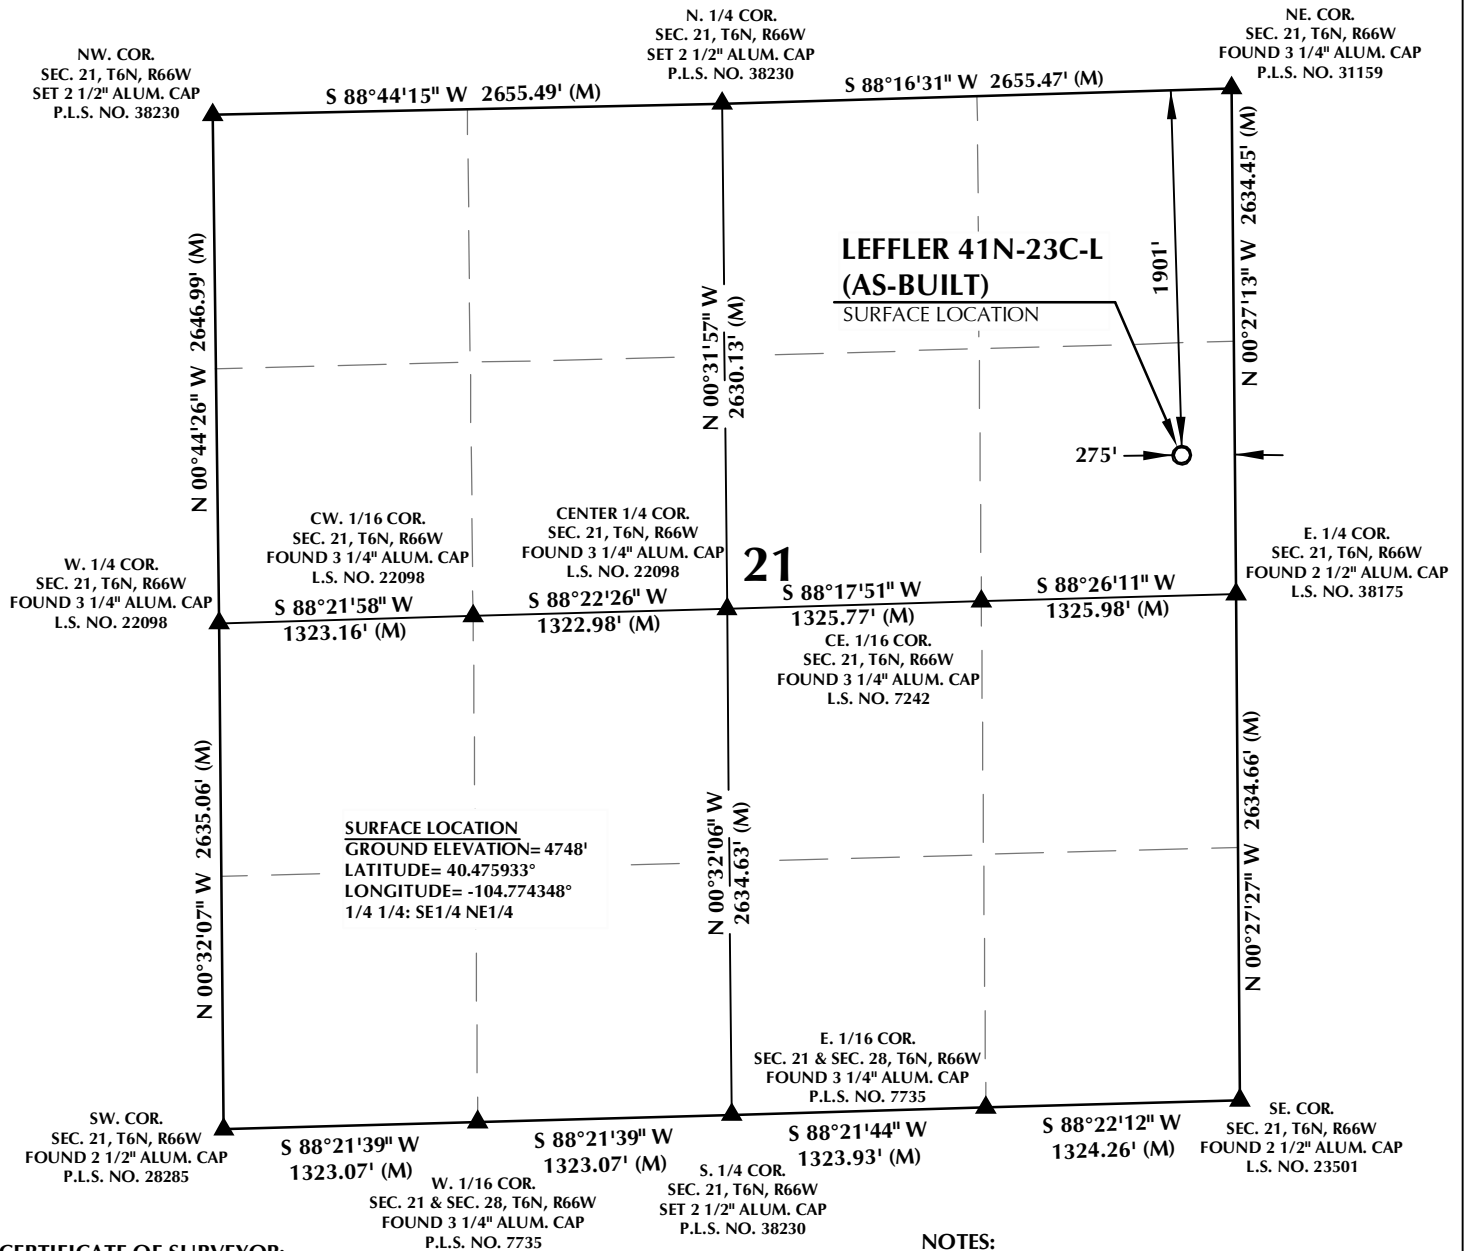 N. 1/4 COR.
SEC. 21, T6N, R66W
SET 2 1/2" ALUM. CAP
P.L.S. NO. 38230
NE. COR.
SEC. 21, T6N, R66W
FOUND 3 1/4" ALUM. CAP
P.L.S. NO. 31159
NW. COR.
SEC. 21, T6N, R66W
SET 2 1/2" ALUM. CAP
P.L.S. NO. 38230
S 88°44'15" W 2655.49' (M)
S 88°16'31" W 2655.47' (M)
N 00°44'26" W 2646.99' (M)
N 00°31'57" W
2630.13' (M)
N 00°27'13" W 2634.45' (M)
LEFFLER 41N-23C-L
(AS-BUILT)
SURFACE LOCATION
1901'
275'
W. 1/4 COR.
SEC. 21, T6N, R66W
FOUND 3 1/4" ALUM. CAP
L.S. NO. 22098
CW. 1/16 COR.
SEC. 21, T6N, R66W
FOUND 3 1/4" ALUM. CAP
L.S. NO. 22098
CENTER 1/4 COR.
SEC. 21, T6N, R66W
FOUND 3 1/4" ALUM. CAP
L.S. NO. 22098
21
E. 1/4 COR.
SEC. 21, T6N, R66W
FOUND 2 1/2" ALUM. CAP
L.S. NO. 38175
S 88°21'58" W
1323.16' (M)
S 88°22'26" W
1322.98' (M)
S 88°17'51" W
1325.77' (M)
S 88°26'11" W
1325.98' (M)
CE. 1/16 COR.
SEC. 21, T6N, R66W
FOUND 3 1/4" ALUM. CAP
L.S. NO. 7242
N 00°32'07" W 2635.06' (M)
SURFACE LOCATION
GROUND ELEVATION= 4748'
LATITUDE= 40.475933°
LONGITUDE= -104.774348°
1/4 1/4: SE1/4 NE1/4
N 00°32'06" W
2634.63' (M)
N 00°27'27" W 2634.66' (M)
E. 1/16 COR.
SEC. 21 & SEC. 28, T6N, R66W
FOUND 3 1/4" ALUM. CAP
P.L.S. NO. 7735
SW. COR.
SEC. 21, T6N, R66W
FOUND 2 1/2" ALUM. CAP
P.L.S. NO. 28285
S 88°21'39" W
1323.07' (M)
S 88°21'39" W
1323.07' (M)
S 88°21'44" W
1323.93' (M)
S 88°22'12" W
1324.26' (M)
SE. COR.
SEC. 21, T6N, R66W
FOUND 2 1/2" ALUM. CAP
L.S. NO. 23501
W. 1/16 COR.
SEC. 21 & SEC. 28, T6N, R66W
FOUND 3 1/4" ALUM. CAP
P.L.S. NO. 7735
S. 1/4 COR.
SEC. 21, T6N, R66W
SET 2 1/2" ALUM. CAP
P.L.S. NO. 38230
CERTIFICATE OF SURVEYOR:
NOTES: